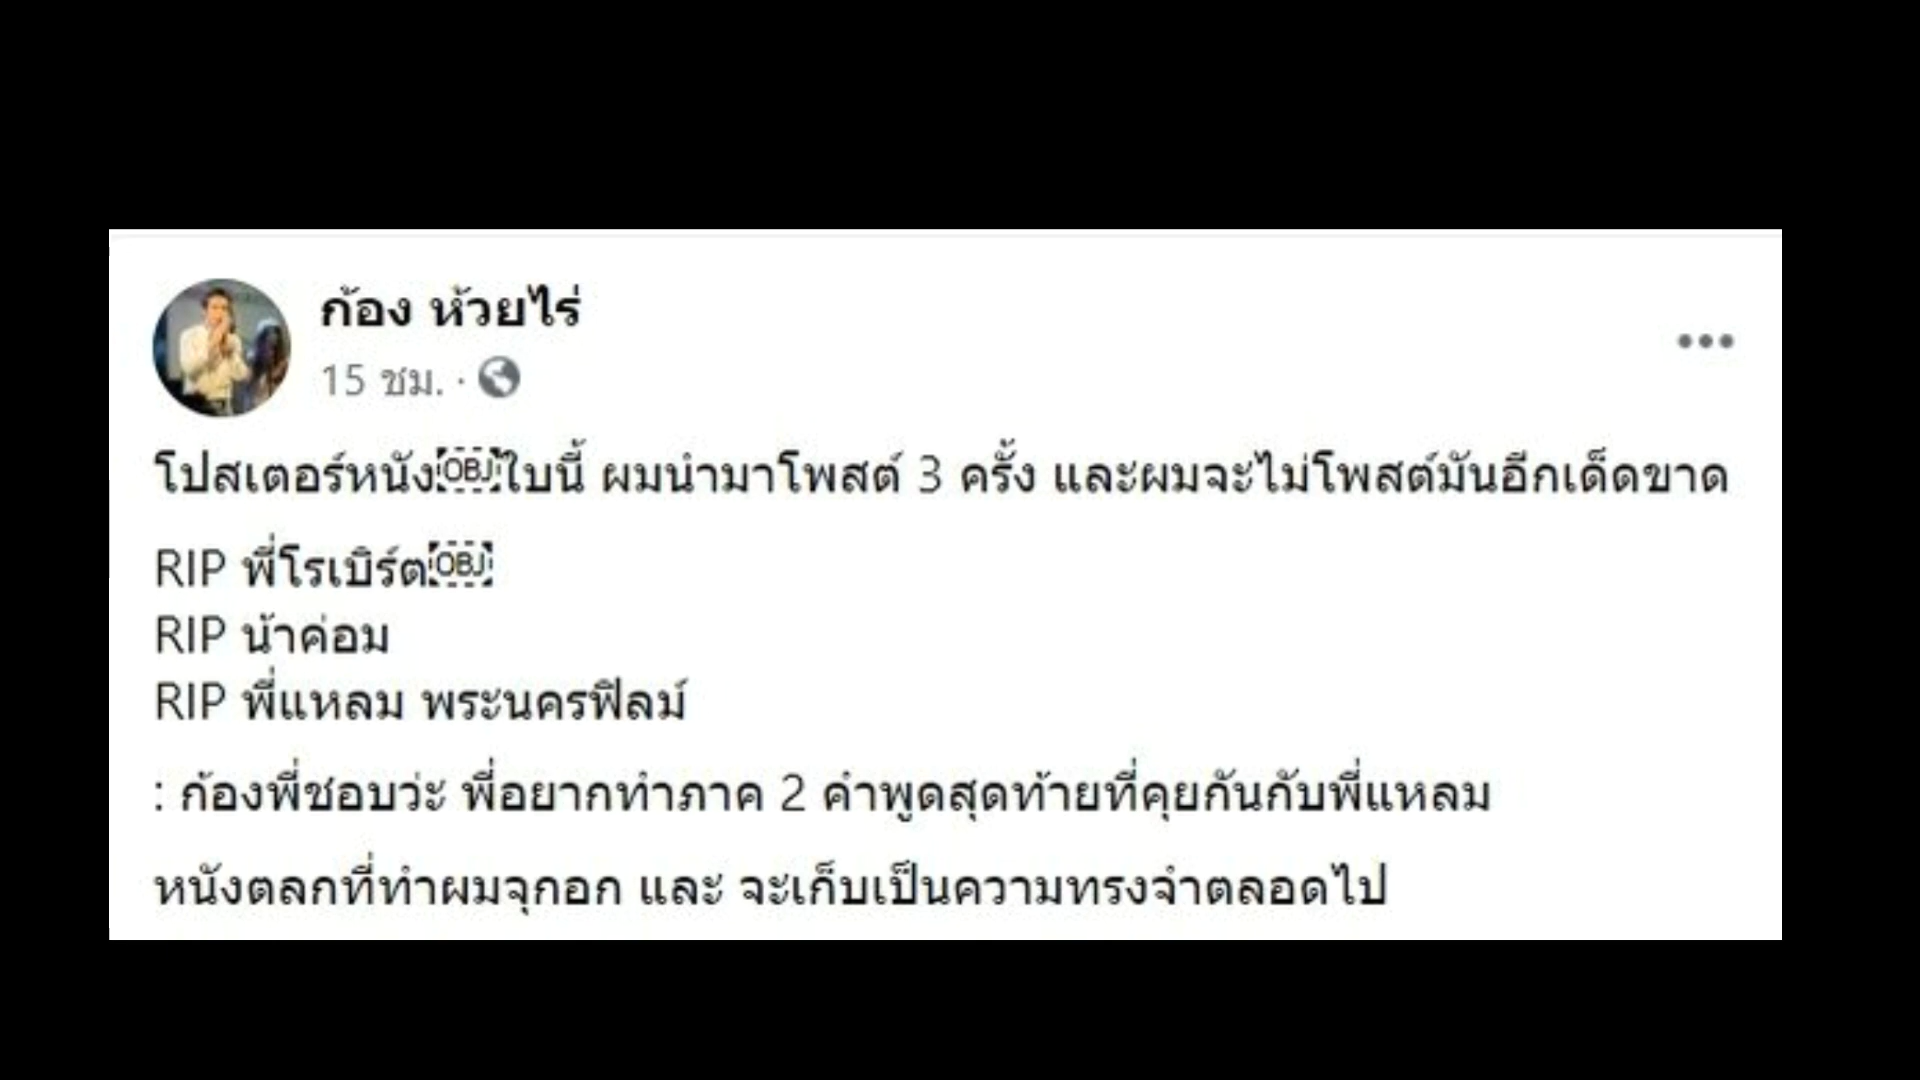 ก้อง ห้วยไร่
15 ชม. ·
โปสเตอร์หนัง￼ใบนี้ ผมนำมาโพสต์ 3 ครั้ง และผมจะไม่โพสต์มันอีกเด็ดขาด
RIP พี่โรเบิร์ต￼
RIP น้าค่อม
RIP พี่แหลม พระนครฟิลม์
: ก้องพี่ชอบว่ะ พี่อยากทำภาค 2 คำพูดสุดท้ายที่คุยกันกับพี่แหลม
หนังตลกที่ทำผมจุกอก และ จะเก็บเป็นความทรงจำตลอดไป